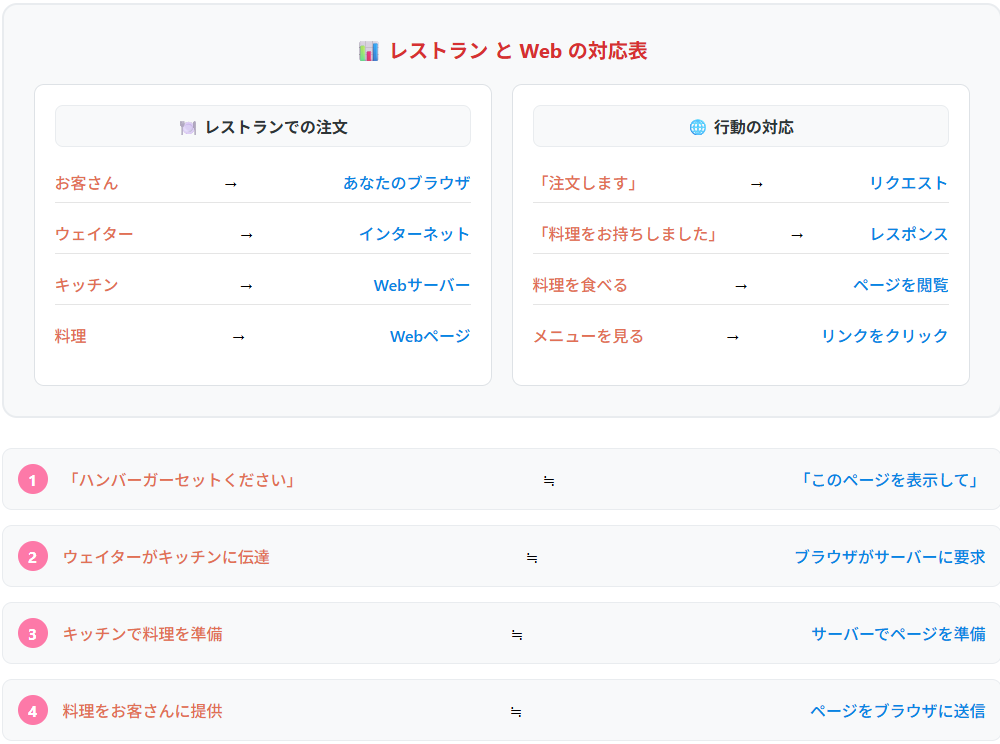 レストラン と Web の対応表
レストランでの注文
お客さん → あなたのブラウザ
ウェイター → インターネット
キッチン → Webサーバー
料理 → Webページ
行動の対応
「注文します」 → リクエスト
「料理をお持ちしました」 → レスポンス
料理を食べる → ページを閲覧
メニューを見る → リンクをクリック
1 「ハンバーガーセットください」 ≒ 「このページを表示して」
2 ウェイターがキッチンに伝達 ≒ ブラウザがサーバーに要求
3 キッチンで料理を準備 ≒ サーバーでページを準備
4 料理をお客さんに提供 ≒ ページをブラウザに送信